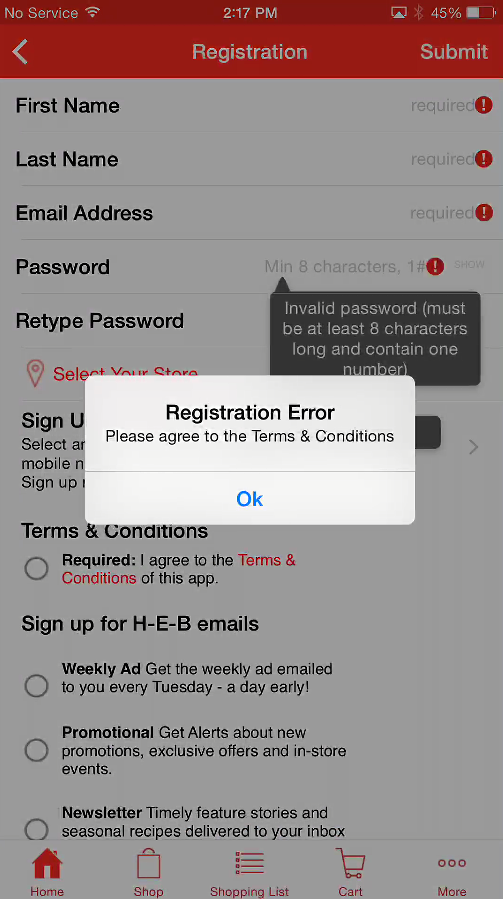 No Service 2:17 PM 45%
Registration Submit
First Name required
Last Name required
Email Address required
Password Min 8 characters, 1# SHOW
Invalid password (must
be at least 8 characters
long and contain one
number)
Retype Password
Select Your Store
Registration Error
Please agree to the Terms & Conditions
Ok
Sign U
Select a
mobile n
Sign up
Terms & Conditions
Required: I agree to the Terms &
Conditions of this app.
Sign up for H-E-B emails
Weekly Ad Get the weekly ad emailed
to you every Tuesday - a day early!
Promotional Get Alerts about new
promotions, exclusive offers and in-store
events.
Newsletter Timely feature stories and
seasonal recipes delivered to your inbox
Home Shop Shopping List Cart More